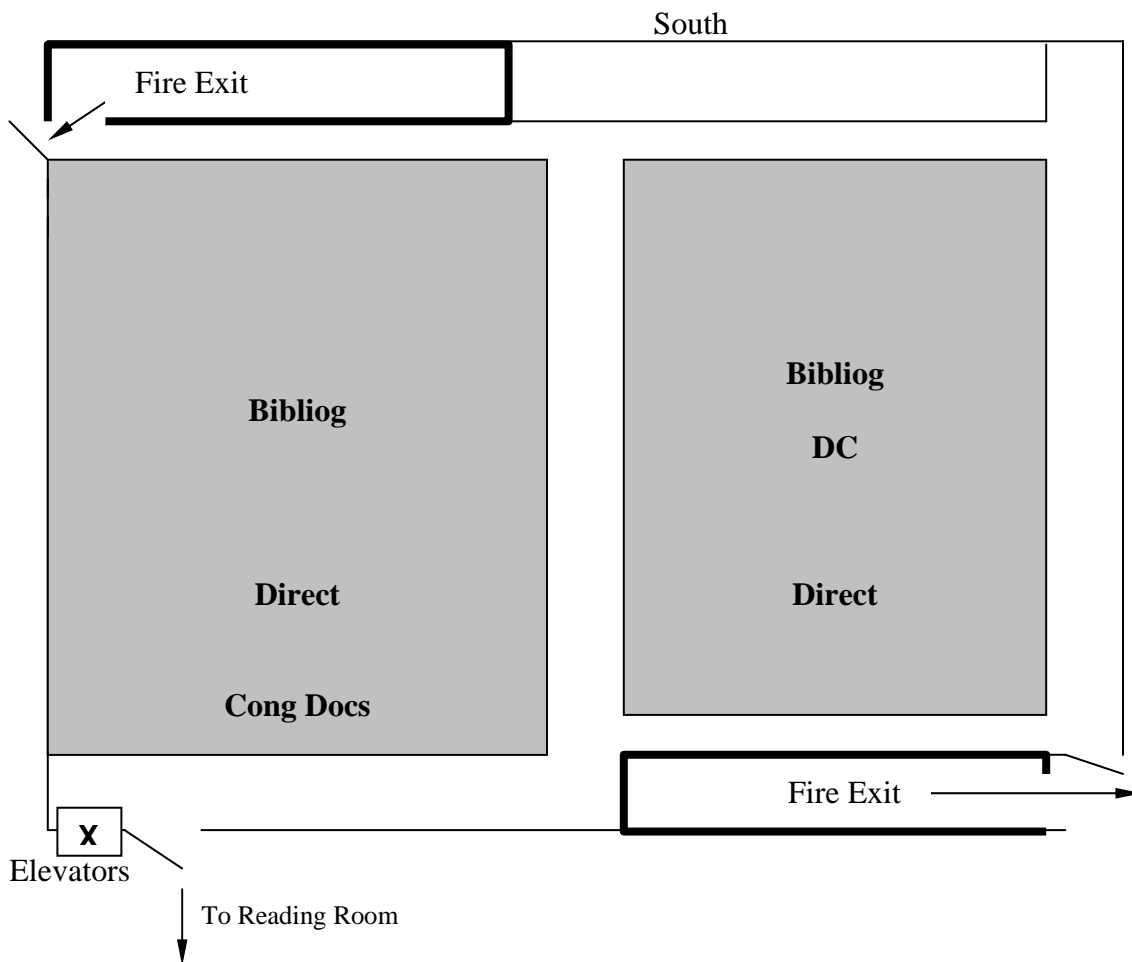 South
Fire Exit
Bibliog
Direct
Cong Docs
Bibliog
DC
Direct
Fire Exit
X
Elevators
To Reading Room